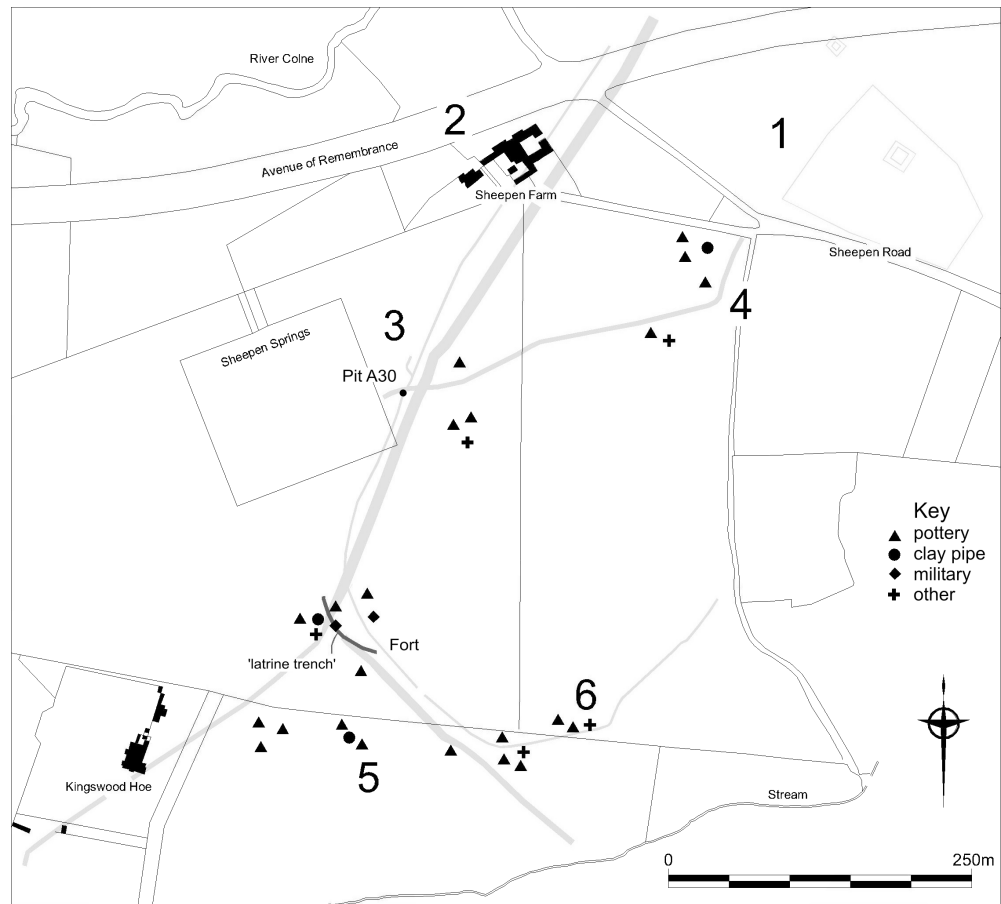 River Colne
2
1
Avenue of Remembrance
Sheepen Farm
Sheepen Road
4
3
Sheepen Springs
Pit A30
Key
pottery
clay pipe
military
other
Fort
'latrine trench'
6
5
Kingswood Hoe
Stream
0
250m